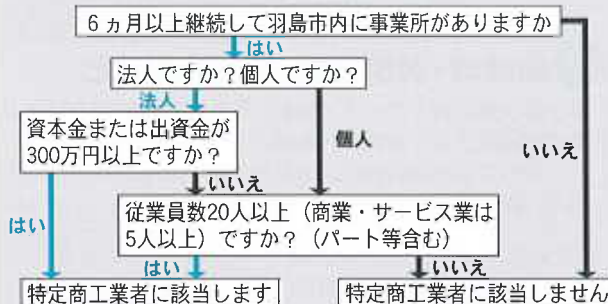 6ヵ月以上継続して羽島市内に事業所がありますか
はい
法人ですか？個人ですか？
法人
資本金または出資金が
300万円以上ですか？
個人
いいえ
いいえ
従業員数20人以上（商業・サービス業は
5人以上）ですか？（パート等含む）
はい
はい
いいえ
特定商工業者に該当します
特定商工業者に該当しません